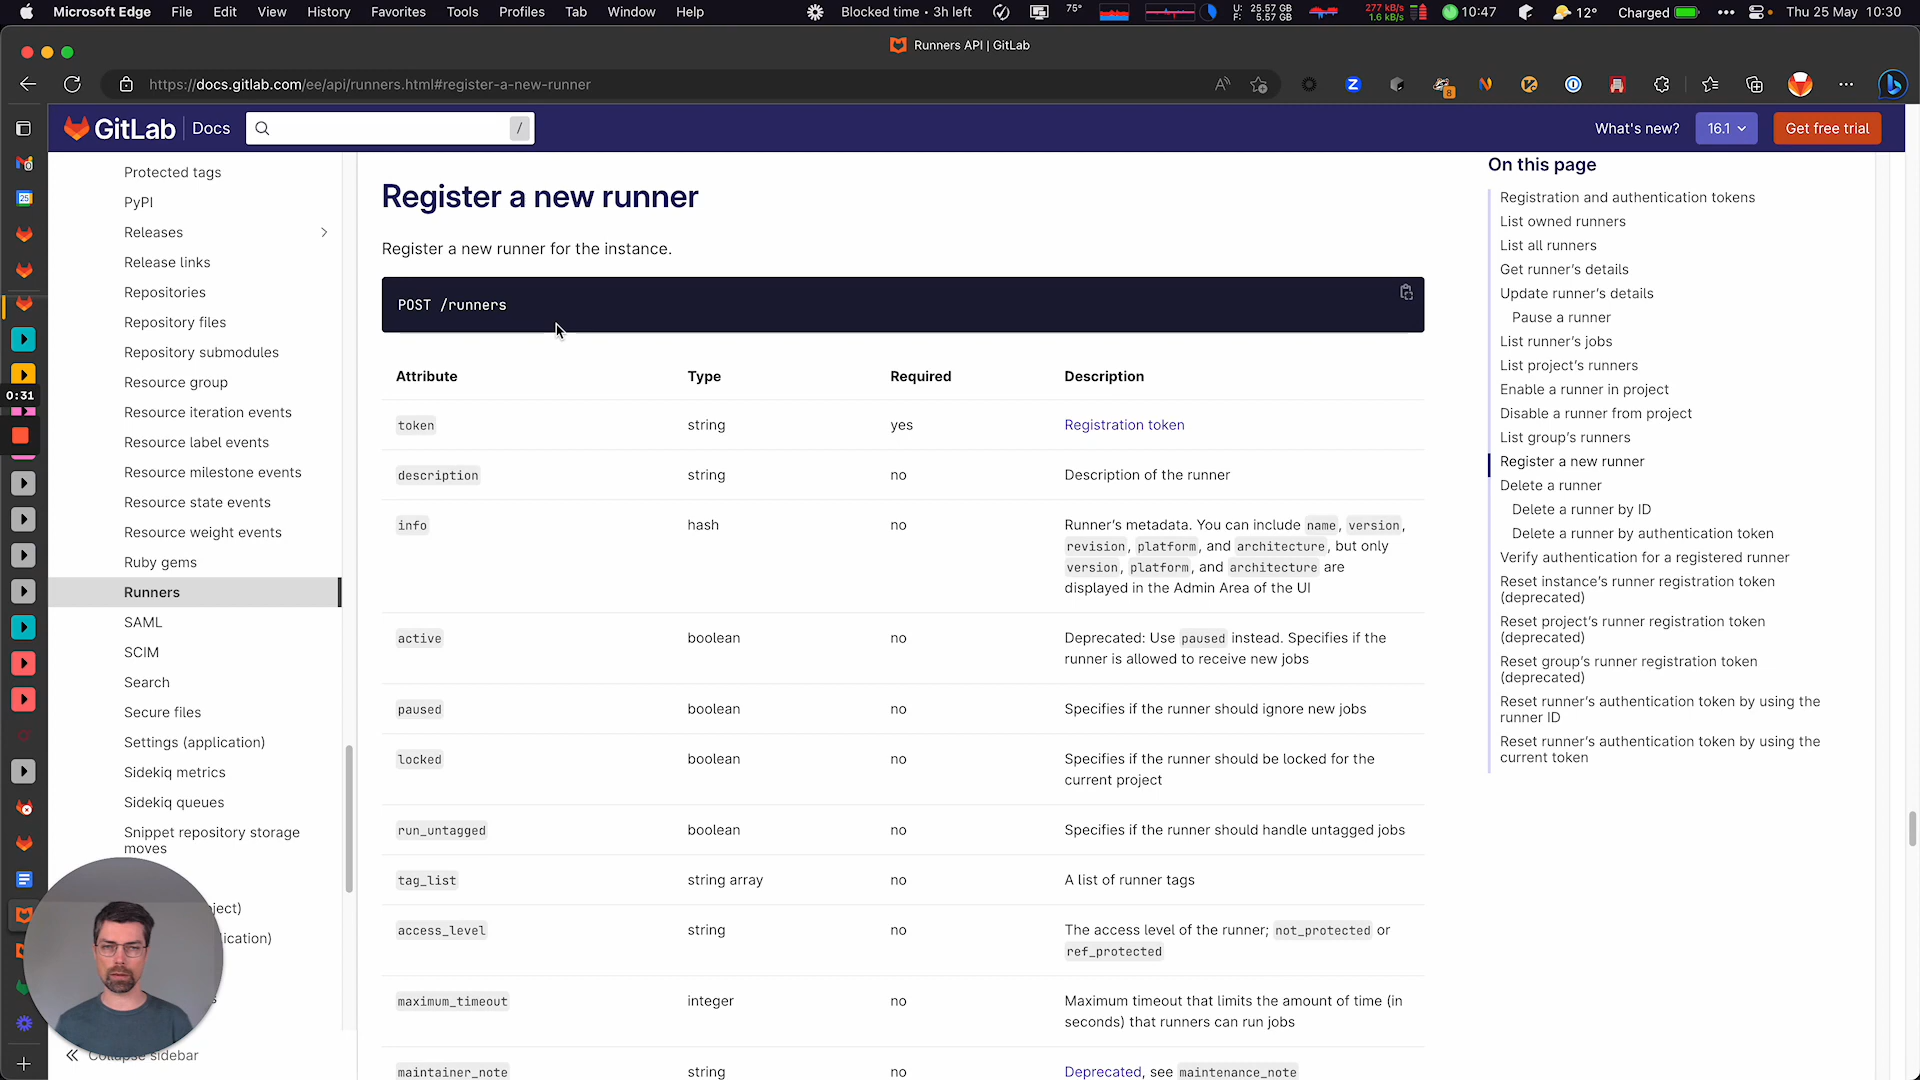 Microsoft Edge File Edit View History Favorites Tools Profiles Tab Window Help
Blocked time • 3h left 75° U: 25.57 GB F: 5.57 GB 277 kB/s 1.6 kB/s 10:47 12° Charged Thu 25 May 10:30
Runners API | GitLab
https://docs.gitlab.com/ee/api/runners.html#register-a-new-runner
GitLab Docs / What's new? 16.1 Get free trial
Protected tags
PyPI
Releases
Release links
Repositories
Repository files
Repository submodules
Resource group
Resource iteration events
Resource label events
Resource milestone events
Resource state events
Resource weight events
Ruby gems
Runners
SAML
SCIM
Search
Secure files
Settings (application)
Sidekiq metrics
Sidekiq queues
Snippet repository storage
moves
ject)
ication)
Collapse sidebar
0:31
Register a new runner
Register a new runner for the instance.
POST /runners
Attribute Type Required Description
token string yes Registration token
description string no Description of the runner
info hash no Runner's metadata. You can include name, version,
revision, platform, and architecture, but only
version, platform, and architecture are
displayed in the Admin Area of the UI
active boolean no Deprecated: Use paused instead. Specifies if the
runner is allowed to receive new jobs
paused boolean no Specifies if the runner should ignore new jobs
locked boolean no Specifies if the runner should be locked for the
current project
run_untagged boolean no Specifies if the runner should handle untagged jobs
tag_list string array no A list of runner tags
access_level string no The access level of the runner; not_protected or
ref_protected
maximum_timeout integer no Maximum timeout that limits the amount of time (in
seconds) that runners can run jobs
maintainer_note string no Deprecated, see maintenance_note
On this page
Registration and authentication tokens
List owned runners
List all runners
Get runner's details
Update runner's details
Pause a runner
List runner's jobs
List project's runners
Enable a runner in project
Disable a runner from project
List group's runners
Register a new runner
Delete a runner
Delete a runner by ID
Delete a runner by authentication token
Verify authentication for a registered runner
Reset instance's runner registration token
(deprecated)
Reset project's runner registration token
(deprecated)
Reset group's runner registration token
(deprecated)
Reset runner's authentication token by using the
runner ID
Reset runner's authentication token by using the
current token